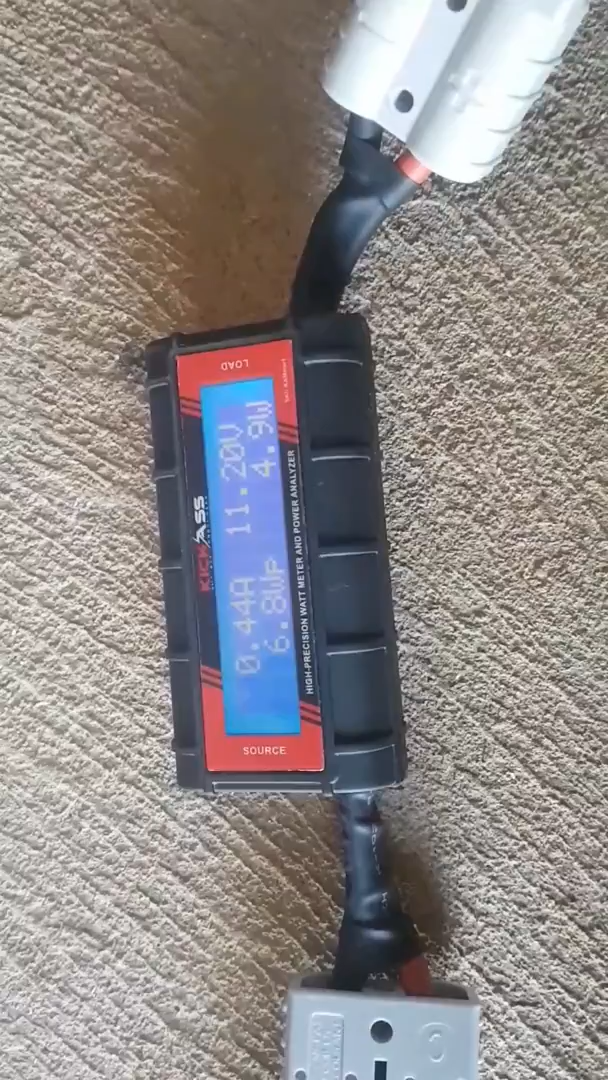 LOAD
KICKASS
0.44A 11.20V
6.8Wp 4.9W
HIGH-PRECISION WATT METER AND POWER ANALYZER
SOURCE